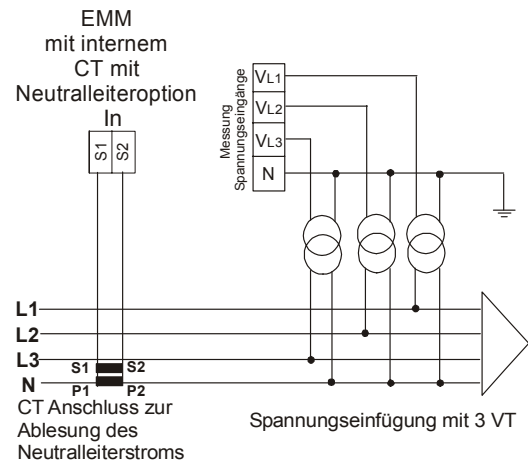 EMM
mit internem
CT mit
Neutralleiteroption
In
S1
S2
Messung
Spannungseingänge
VL1
VL2
VL3
N
L1
L2
L3
N
S1
S2
P1
P2
CT Anschluss zur
Ablesung des
Neutralleiterstroms
Spannungseinfügung mit 3 VT